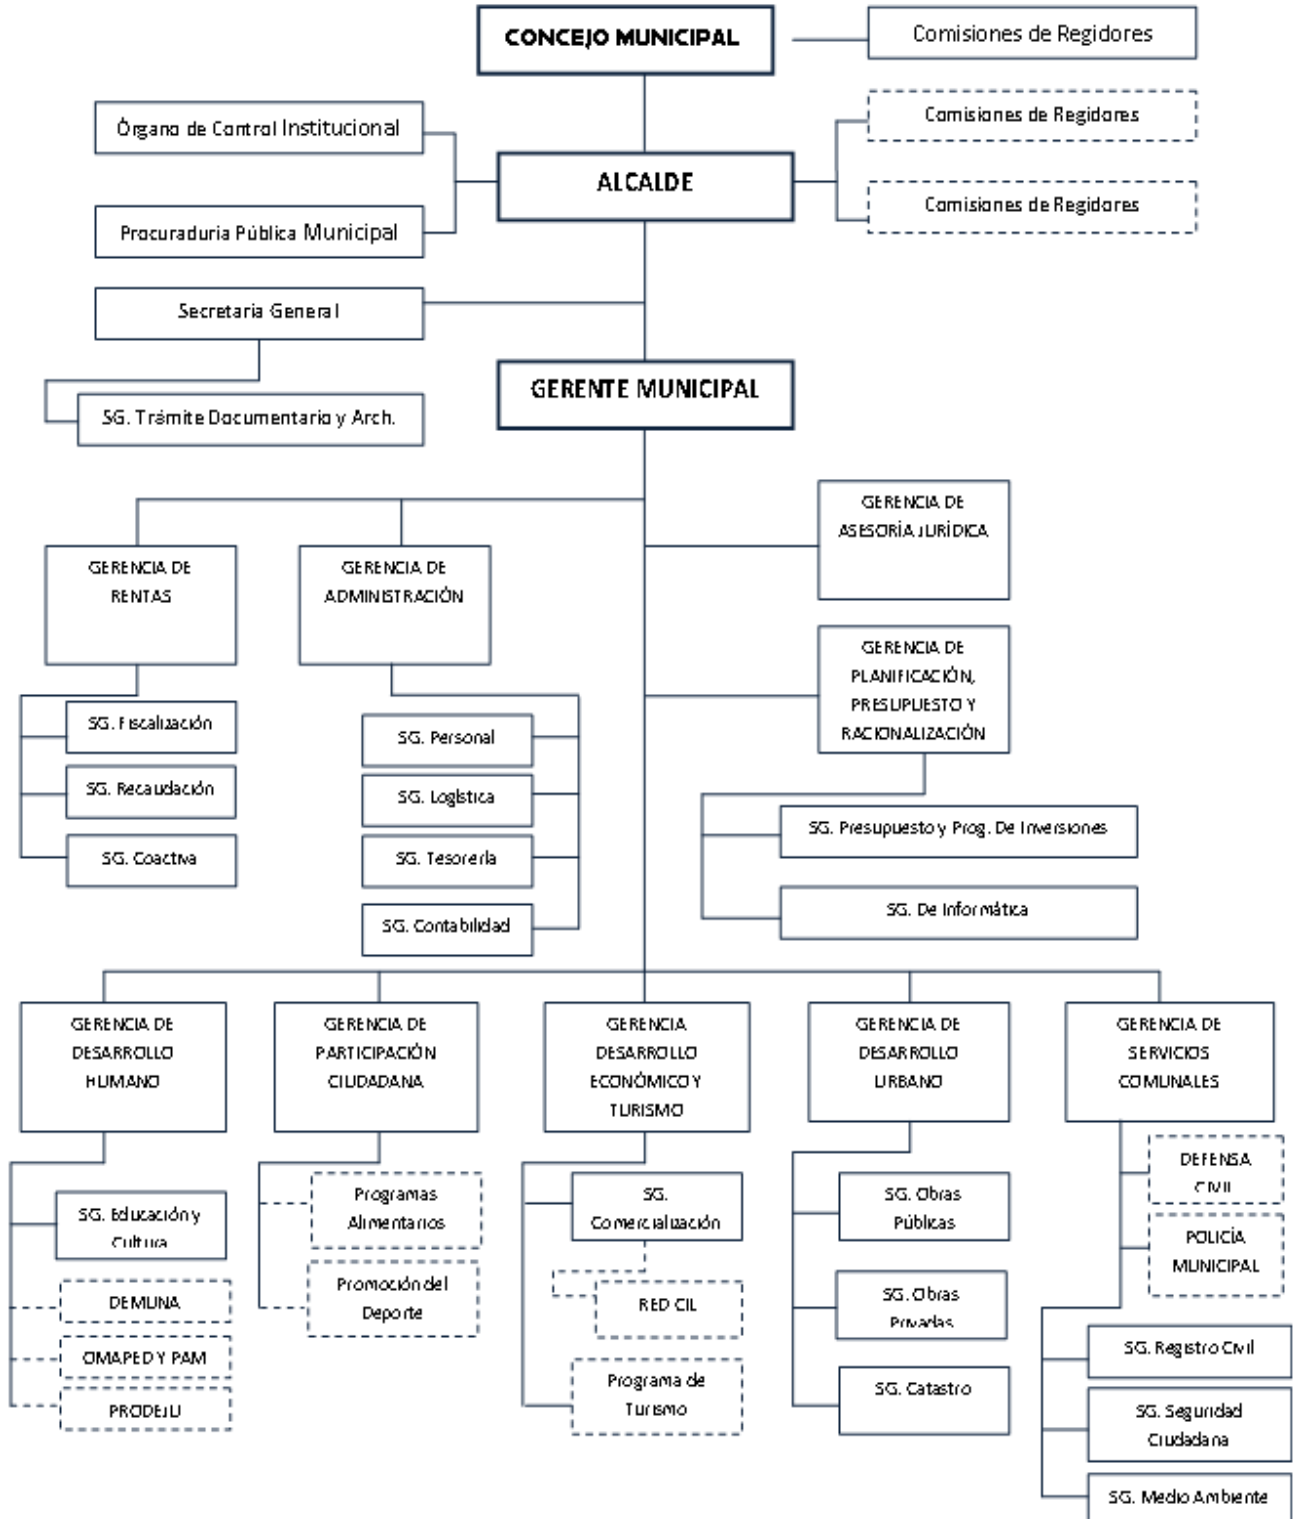 CONCEJO MUNICIPAL
Comisiones de Regidores
Comisiones de Regidores
Órgano de Control Institucional
ALCALDE
Comisiones de Regidores
Procuraduria Pública Municipal
Secretaria General
GERENTE MUNICIPAL
SG. Trámite Documentario y Arch.
GERENCIA DE
ASESORÍA JURÍDICA
GERENCIA DE
RENTAS
GERENCIA DE
ADMINISTRACIÓN
GERENCIA DE
PLANIFICACIÓN,
PRESUPUESTO Y
RACIONALIZACIÓN
SG. Fiscalización
SG. Recaudación
SG. Coactiva
SG. Personal
SG. Logística
SG. Tesorería
SG. Contabilidad
SG. Presupuesto y Prog. De Inversiones
SG. De Informática
GERENCIA DE
DESARROLLO
HUMANO
GERENCIA DE
PARTICIPACIÓN
CIUDADANA
GERENCIA
DESARROLLO
ECONÓMICO Y
TURISMO
GERENCIA DE
DESARROLLO
URBANO
GERENCIA DE
SERVICIOS
COMUNALES
SG. Educación y
Cultura
DEMUNA
OMAPED Y PAM
PRODEJU
Programas
Alimentarios
Promoción del
Deporte
SG.
Comercialización
RED CIL
Programa de
Turismo
SG. Obras
Públicas
SG. Obras
Privadas
SG. Catastro
DEFENSA
CIVIL
POLICÍA
MUNICIPAL
SG. Registro Civil
SG. Seguridad
Ciudadana
SG. Medio Ambiente